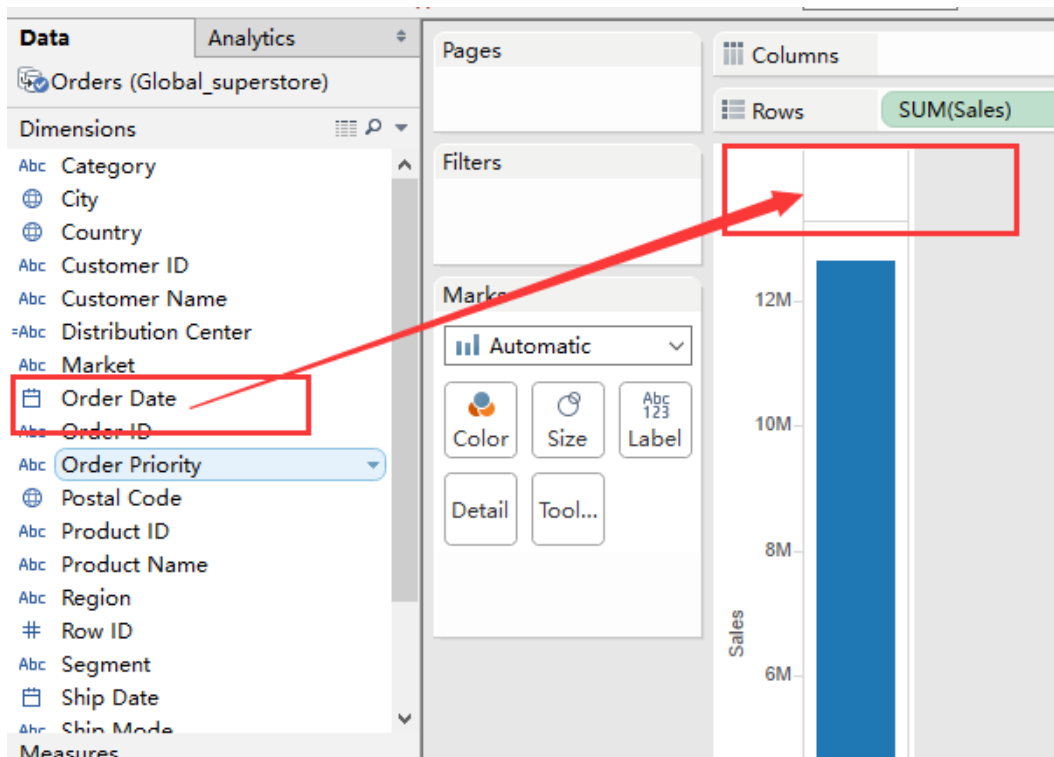 Data
Analytics
Orders (Global_superstore)
Dimensions
Abc Category
City
Country
Abc Customer ID
Abc Customer Name
=Abc Distribution Center
Abc Market
Order Date
Abc Order ID
Abc Order Priority
Postal Code
Abc Product ID
Abc Product Name
Abc Region
# Row ID
Abc Segment
Ship Date
Abc Ship Mode
Measures
Pages
Filters
Marks
Automatic
Color
Size
Abc
123
Label
Detail
Tool...
Columns
Rows
SUM(Sales)
12M
10M
8M
6M
Sales